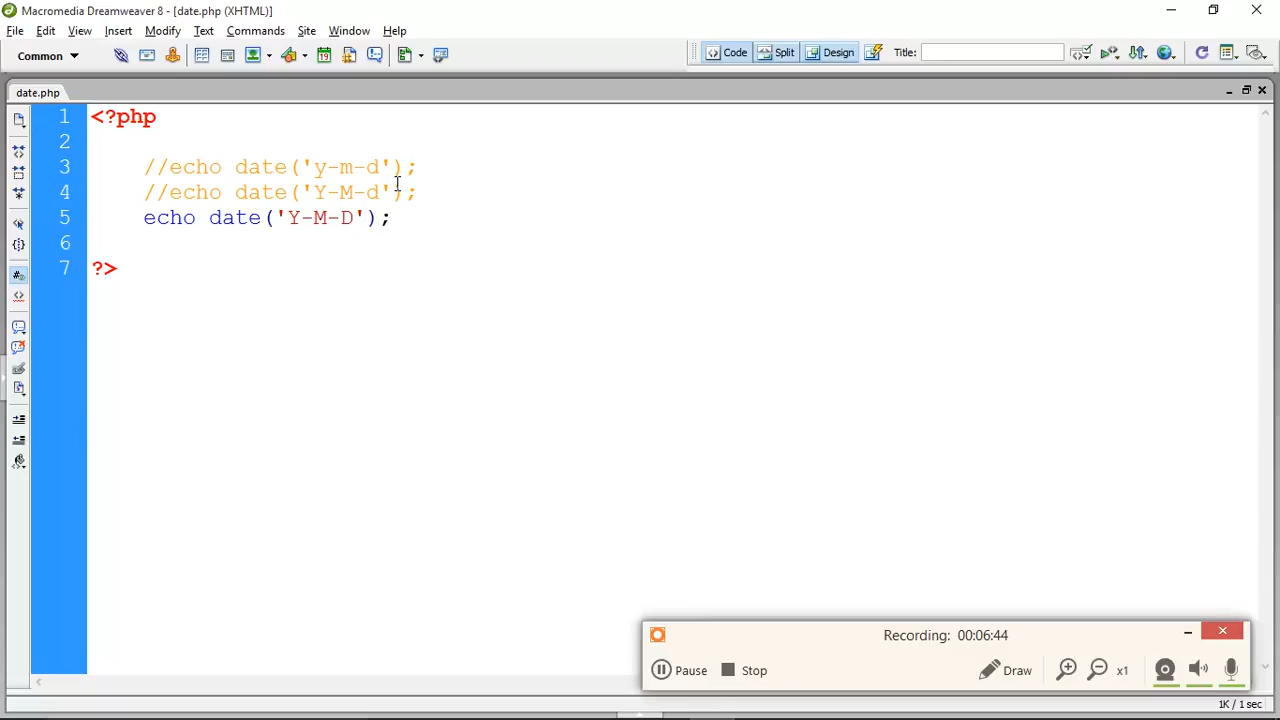 Macromedia Dreamweaver 8 - [date.php (XHTML)]
File Edit View Insert Modify Text Commands Site Window Help
Common Code Split Design Title:
date.php
1 <?php
2
3 //echo date('y-m-d');
4 //echo date('Y-M-d');
5 echo date('Y-M-D');
6
7 ?>
Recording: 00:06:44
Pause Stop Draw x1
1K / 1 sec